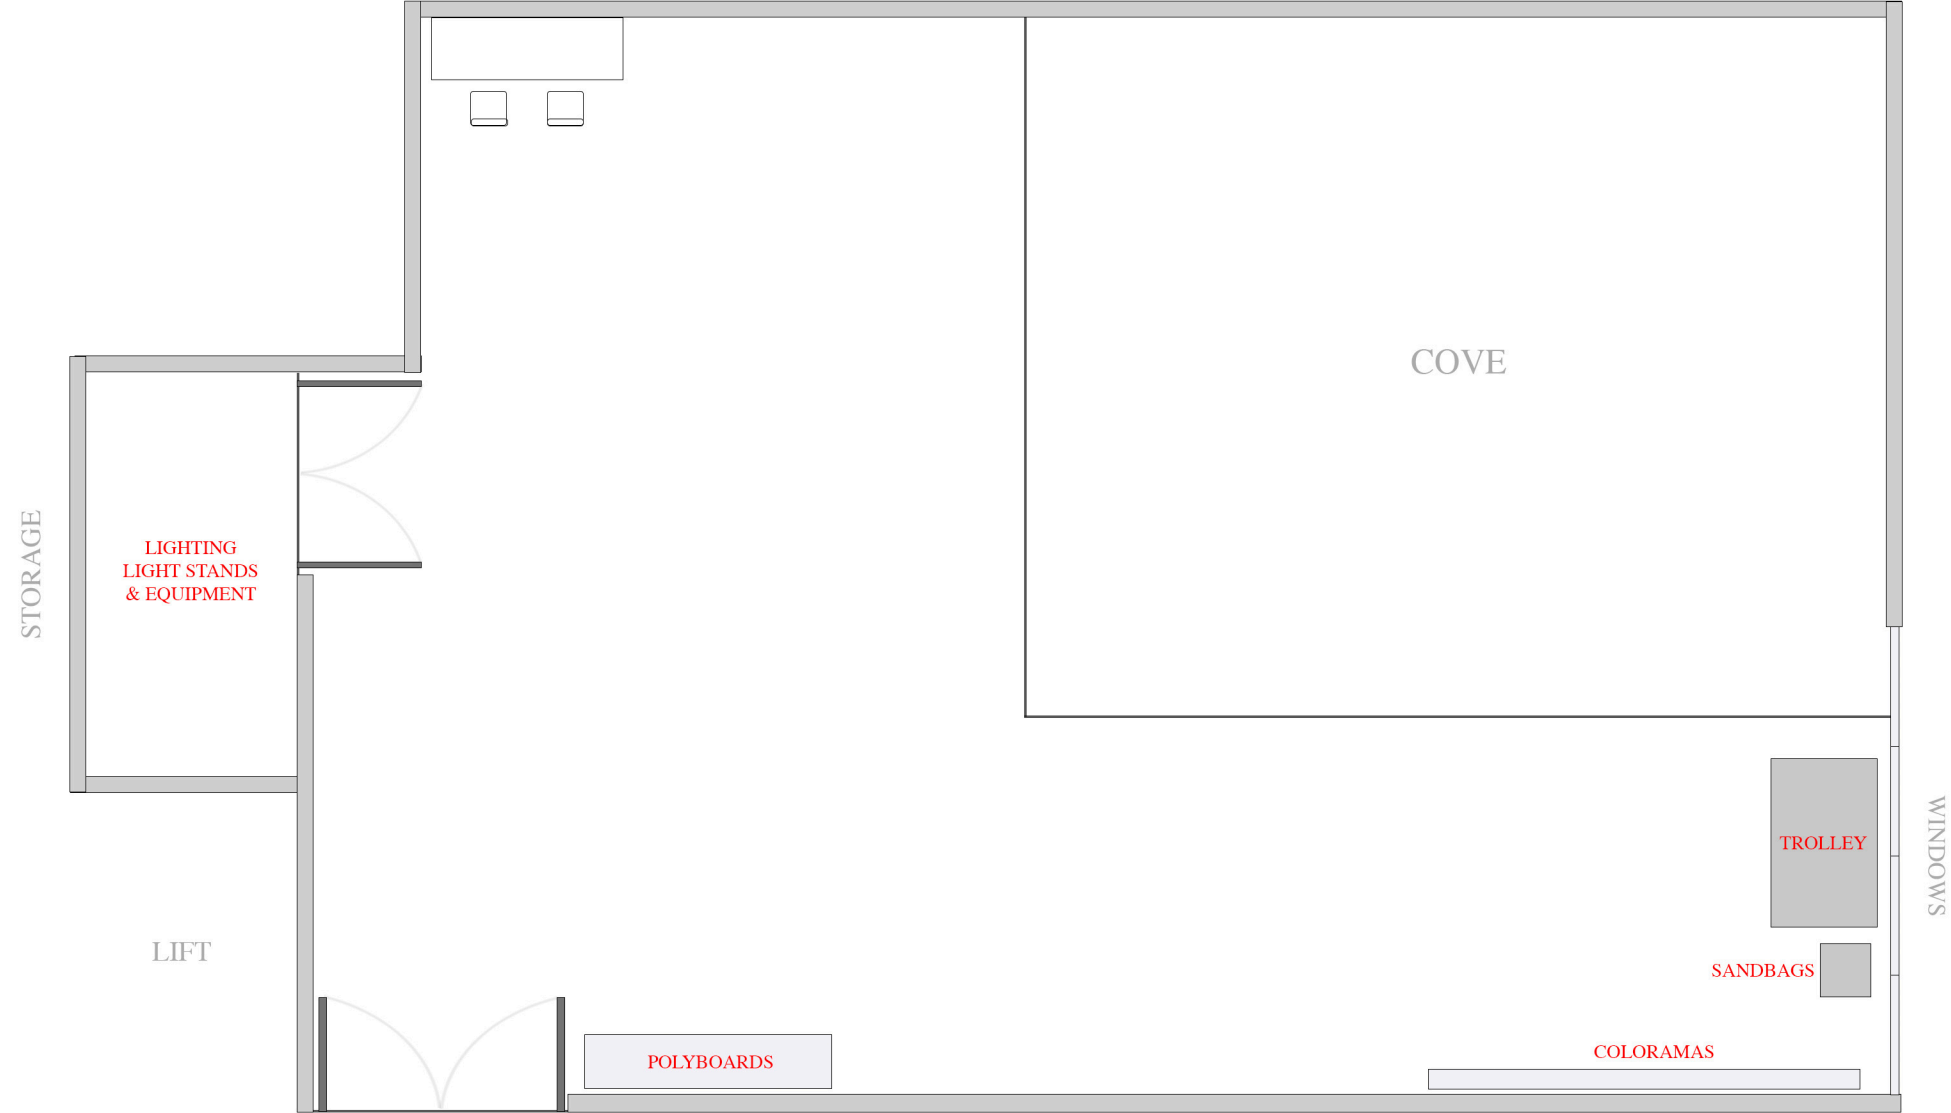 COVE
STORAGE
LIGHTING
LIGHT STANDS
& EQUIPMENT
TROLLEY
WINDOWS
LIFT
SANDBAGS
POLYBOARDS
COLORAMAS